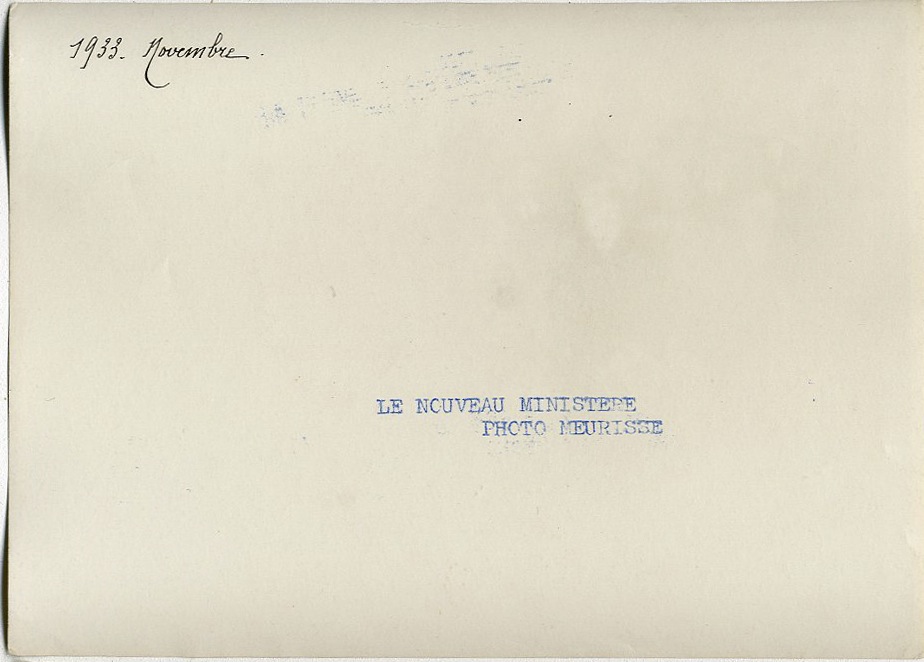 1933. Novembre.
LE NOUVEAU MINISTERE
PHOTO MEURISSE